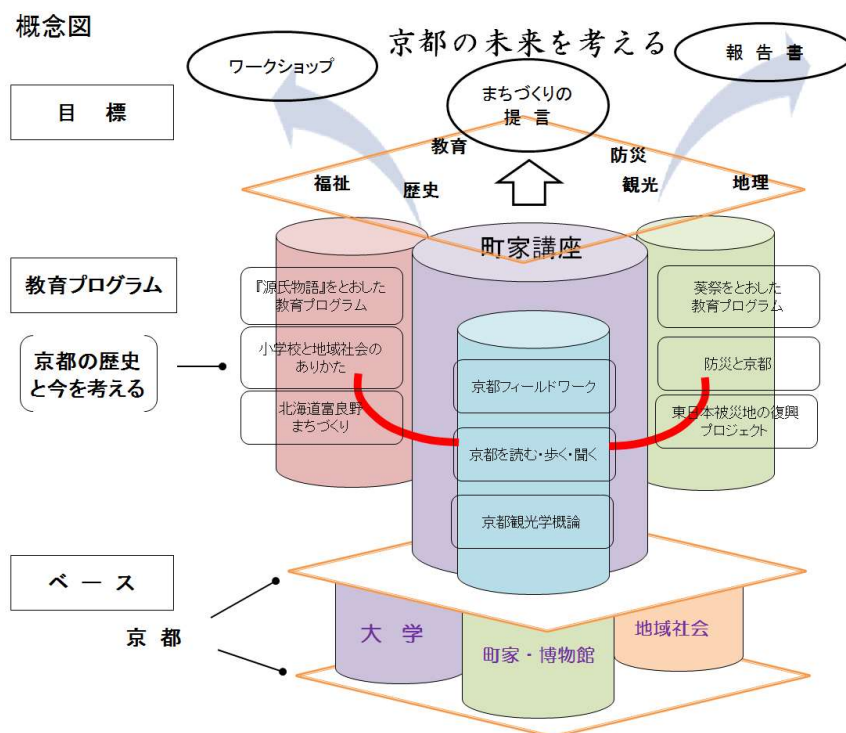 概念図
京都の未来を考える
ワークショップ
報告書
まちづくりの
提言
目標
教育
防災
福祉
歴史
観光
地理
町家講座
教育プログラム
京都の歴史
と今を考える
『源氏物語』をとおした
教育プログラム
小学校と地域社会の
ありかた
北海道富良野
まちづくり
京都フィールドワーク
京都を読む・歩く・聞く
京都観光学概論
葵祭をとおした
教育プログラム
防災と京都
東日本被災地の復興
プロジェクト
ベース
京都
大学
町家・博物館
地域社会